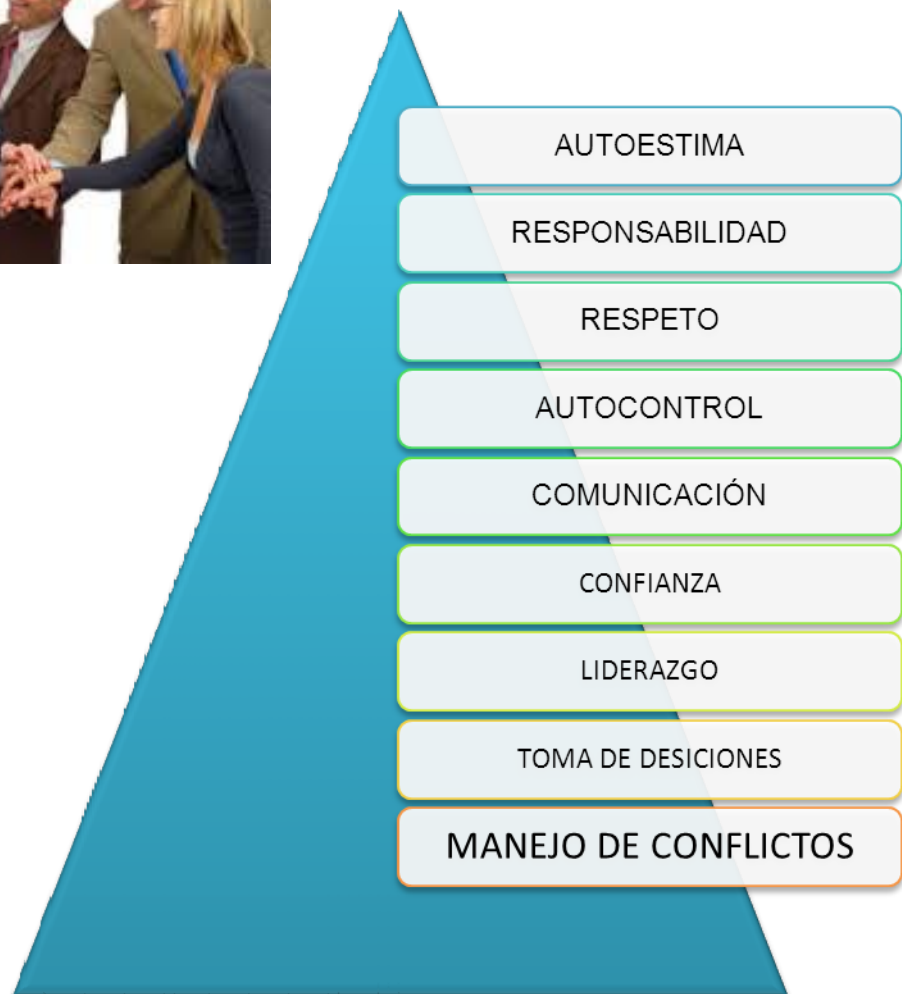 AUTOESTIMA
RESPONSABILIDAD
RESPETO
AUTOCONTROL
COMUNICACIÓN
CONFIANZA
LIDERAZGO
TOMA DE DESICIONES
MANEJO DE CONFLICTOS